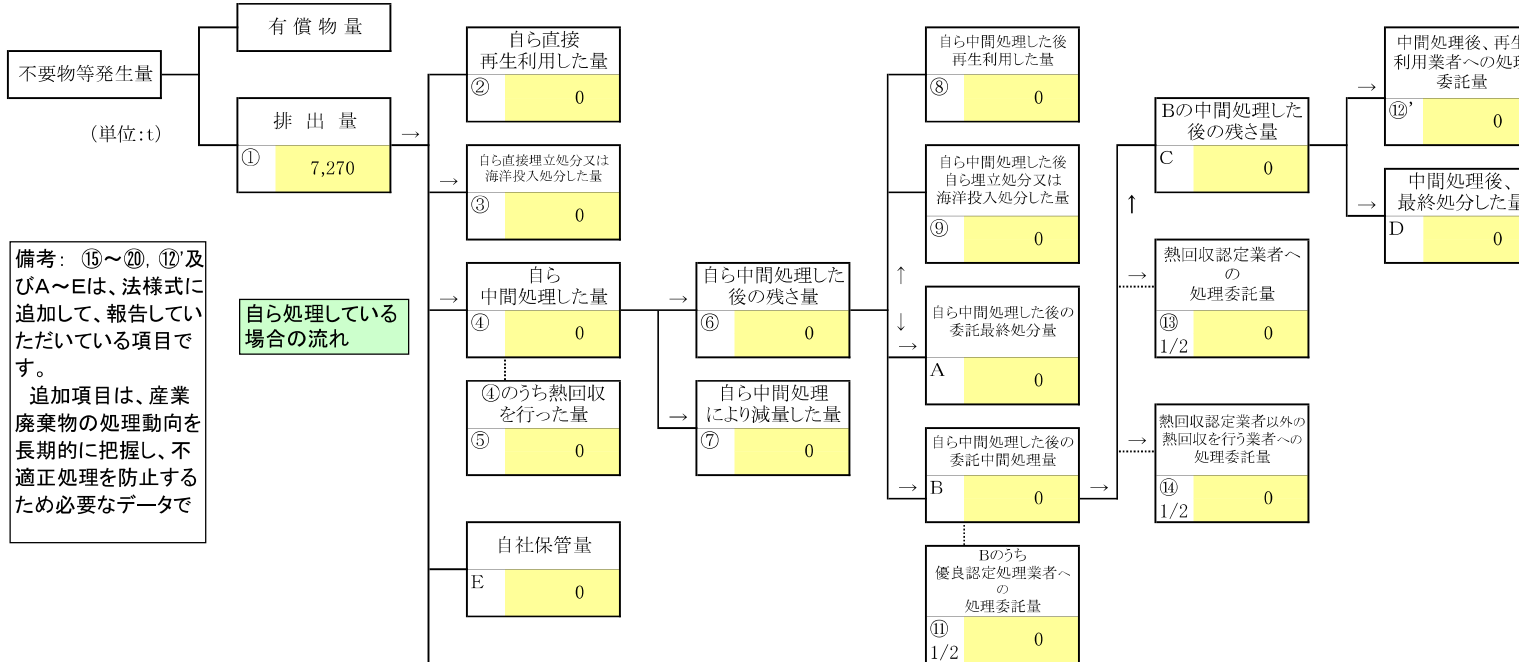 有 償 物 量
不要物等発生量
(単位:t)
排 出 量
→
①
7,270
備考： ⑮～⑳, ⑫'及
びA～Eは、法様式に
追加して、報告してい
ただいている項目で
す。
追加項目は、産業
廃棄物の処理動向を
長期的に把握し、不
適正処理を防止する
ため必要なデータで
自ら処理している
場合の流れ
自ら直接
再生利用した量
②
0
→
自ら直接埋立処分又は
海洋投入処分した量
③
0
→
自ら
中間処理した量
④
0
④のうち熱回収
を行った量
⑤
0
自社保管量
E
0
→
自ら中間処理した
後の残さ量
⑥
0
→
自ら中間処理
により減量した量
⑦
0
自ら中間処理した後
再生利用した量
⑧
0
自ら中間処理した後
自ら埋立処分又は
海洋投入処分した量
⑨
0
↑
↓
→
自ら中間処理した後の
委託最終処分量
A
0
→
自ら中間処理した後の
委託中間処理量
B
0
→
Bのうち
優良認定処理業者へ
の
処理委託量
⑪
1/2
0
Bの中間処理した
後の残さ量
C
0
↑
→
熱回収認定業者へ
の
処理委託量
⑬
1/2
0
→
熱回収認定業者以外の
熱回収を行う業者への
処理委託量
⑭
1/2
0
→
中間処理後、再生
利用業者への処理
委託量
⑫'
0
→
中間処理後、
最終処分した量
D
0